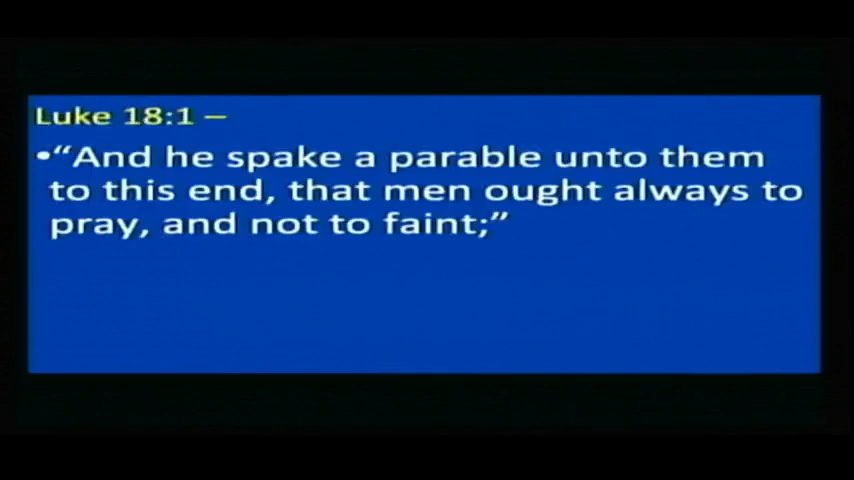 Luke 18:1 –
•“And he spake a parable unto them
to this end, that men ought always to
pray, and not to faint;”